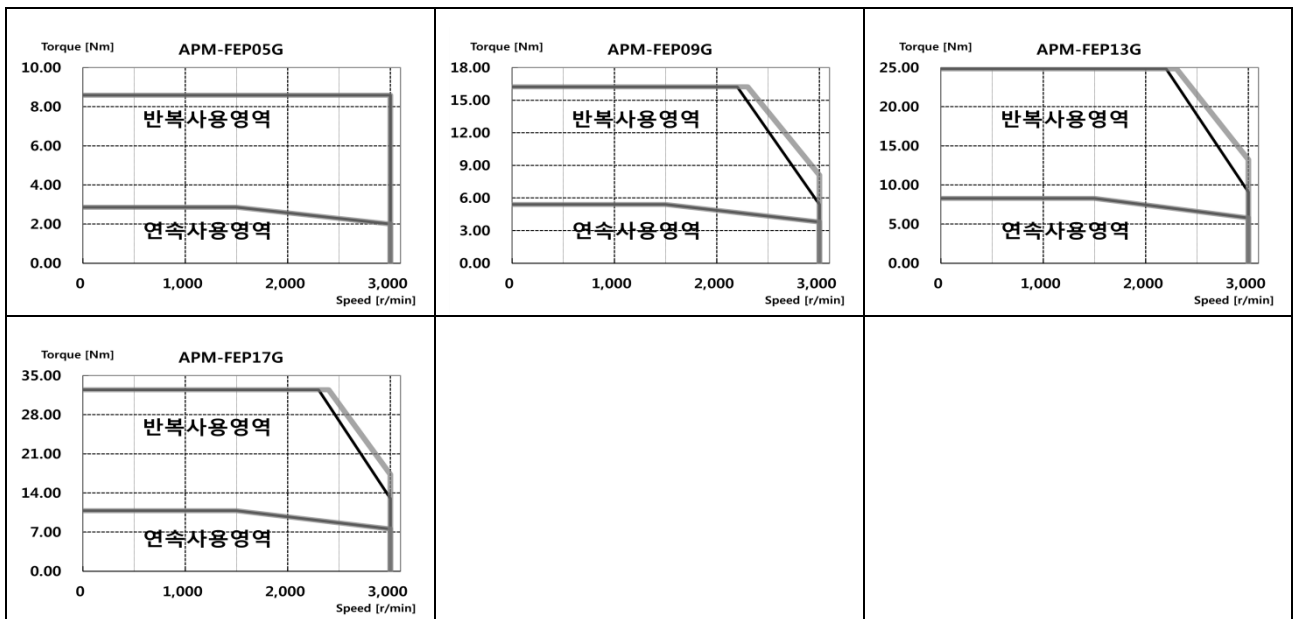 Torque [Nm] APM-FEP05G
10.00
8.00
6.00
4.00
2.00
0.00
반복사용영역
연속사용영역
0 1,000 2,000 3,000
Speed [r/min]
Torque [Nm] APM-FEP09G
18.00
15.00
12.00
9.00
6.00
3.00
0.00
반복사용영역
연속사용영역
0 1,000 2,000 3,000
Speed [r/min]
Torque [Nm] APM-FEP13G
25.00
20.00
15.00
10.00
5.00
0.00
반복사용영역
연속사용영역
0 1,000 2,000 3,000
Speed [r/min]
Torque [Nm] APM-FEP17G
35.00
28.00
21.00
14.00
7.00
0.00
반복사용영역
연속사용영역
0 1,000 2,000 3,000
Speed [r/min]